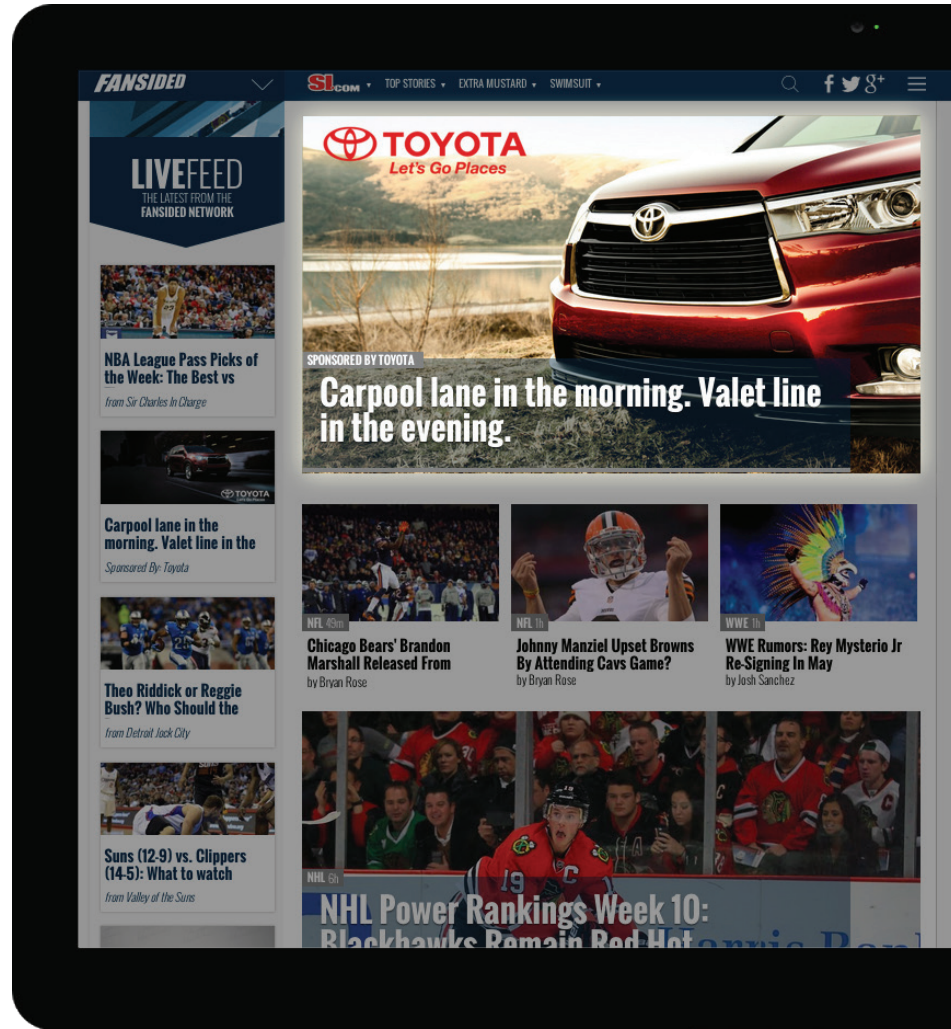 FANSIDED
SI.COM TOP STORIES EXTRA MUSTARD SWIMSUIT
f g+
LIVEFEED
THE LATEST FROM THE
FANSIDED NETWORK
NBA League Pass Picks of
the Week: The Best vs
from Sir Charles In Charge
TOYOTA
Carpool lane in the
morning. Valet line in the
Sponsored By: Toyota
Theo Riddick or Reggie
Bush? Who Should the
from Detroit Jock City
Suns (12-9) vs. Clippers
(14-5): What to watch
from Valley of the Suns
TOYOTA
Let's Go Places
SPONSORED BY TOYOTA
Carpool lane in the morning. Valet line
in the evening.
NFL 49m
Chicago Bears' Brandon
Marshall Released From
by Bryan Rose
NFL 1h
Johnny Manziel Upset Browns
By Attending Cavs Game?
by Bryan Rose
WWE 1h
WWE Rumors: Rey Mysterio Jr
Re-Signing In May
by Josh Sanchez
19 C
NHL 6h
NHL Power Rankings Week 10:
Blackhawks Remain Red Hot